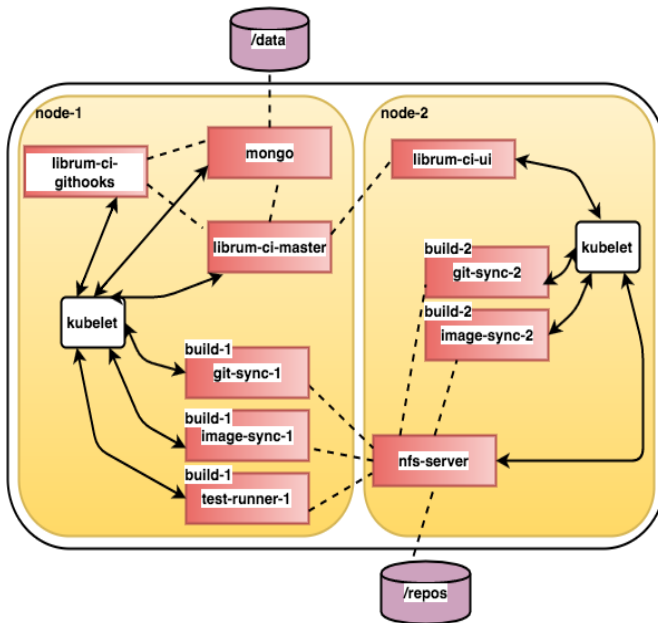 /data
node-1
node-2
mongo
librum-ci-
githooks
librum-ci-ui
librum-ci-master
kubelet
build-2
git-sync-2
build-2
image-sync-2
kubelet
build-1
git-sync-1
build-1
image-sync-1
nfs-server
build-1
test-runner-1
/repos